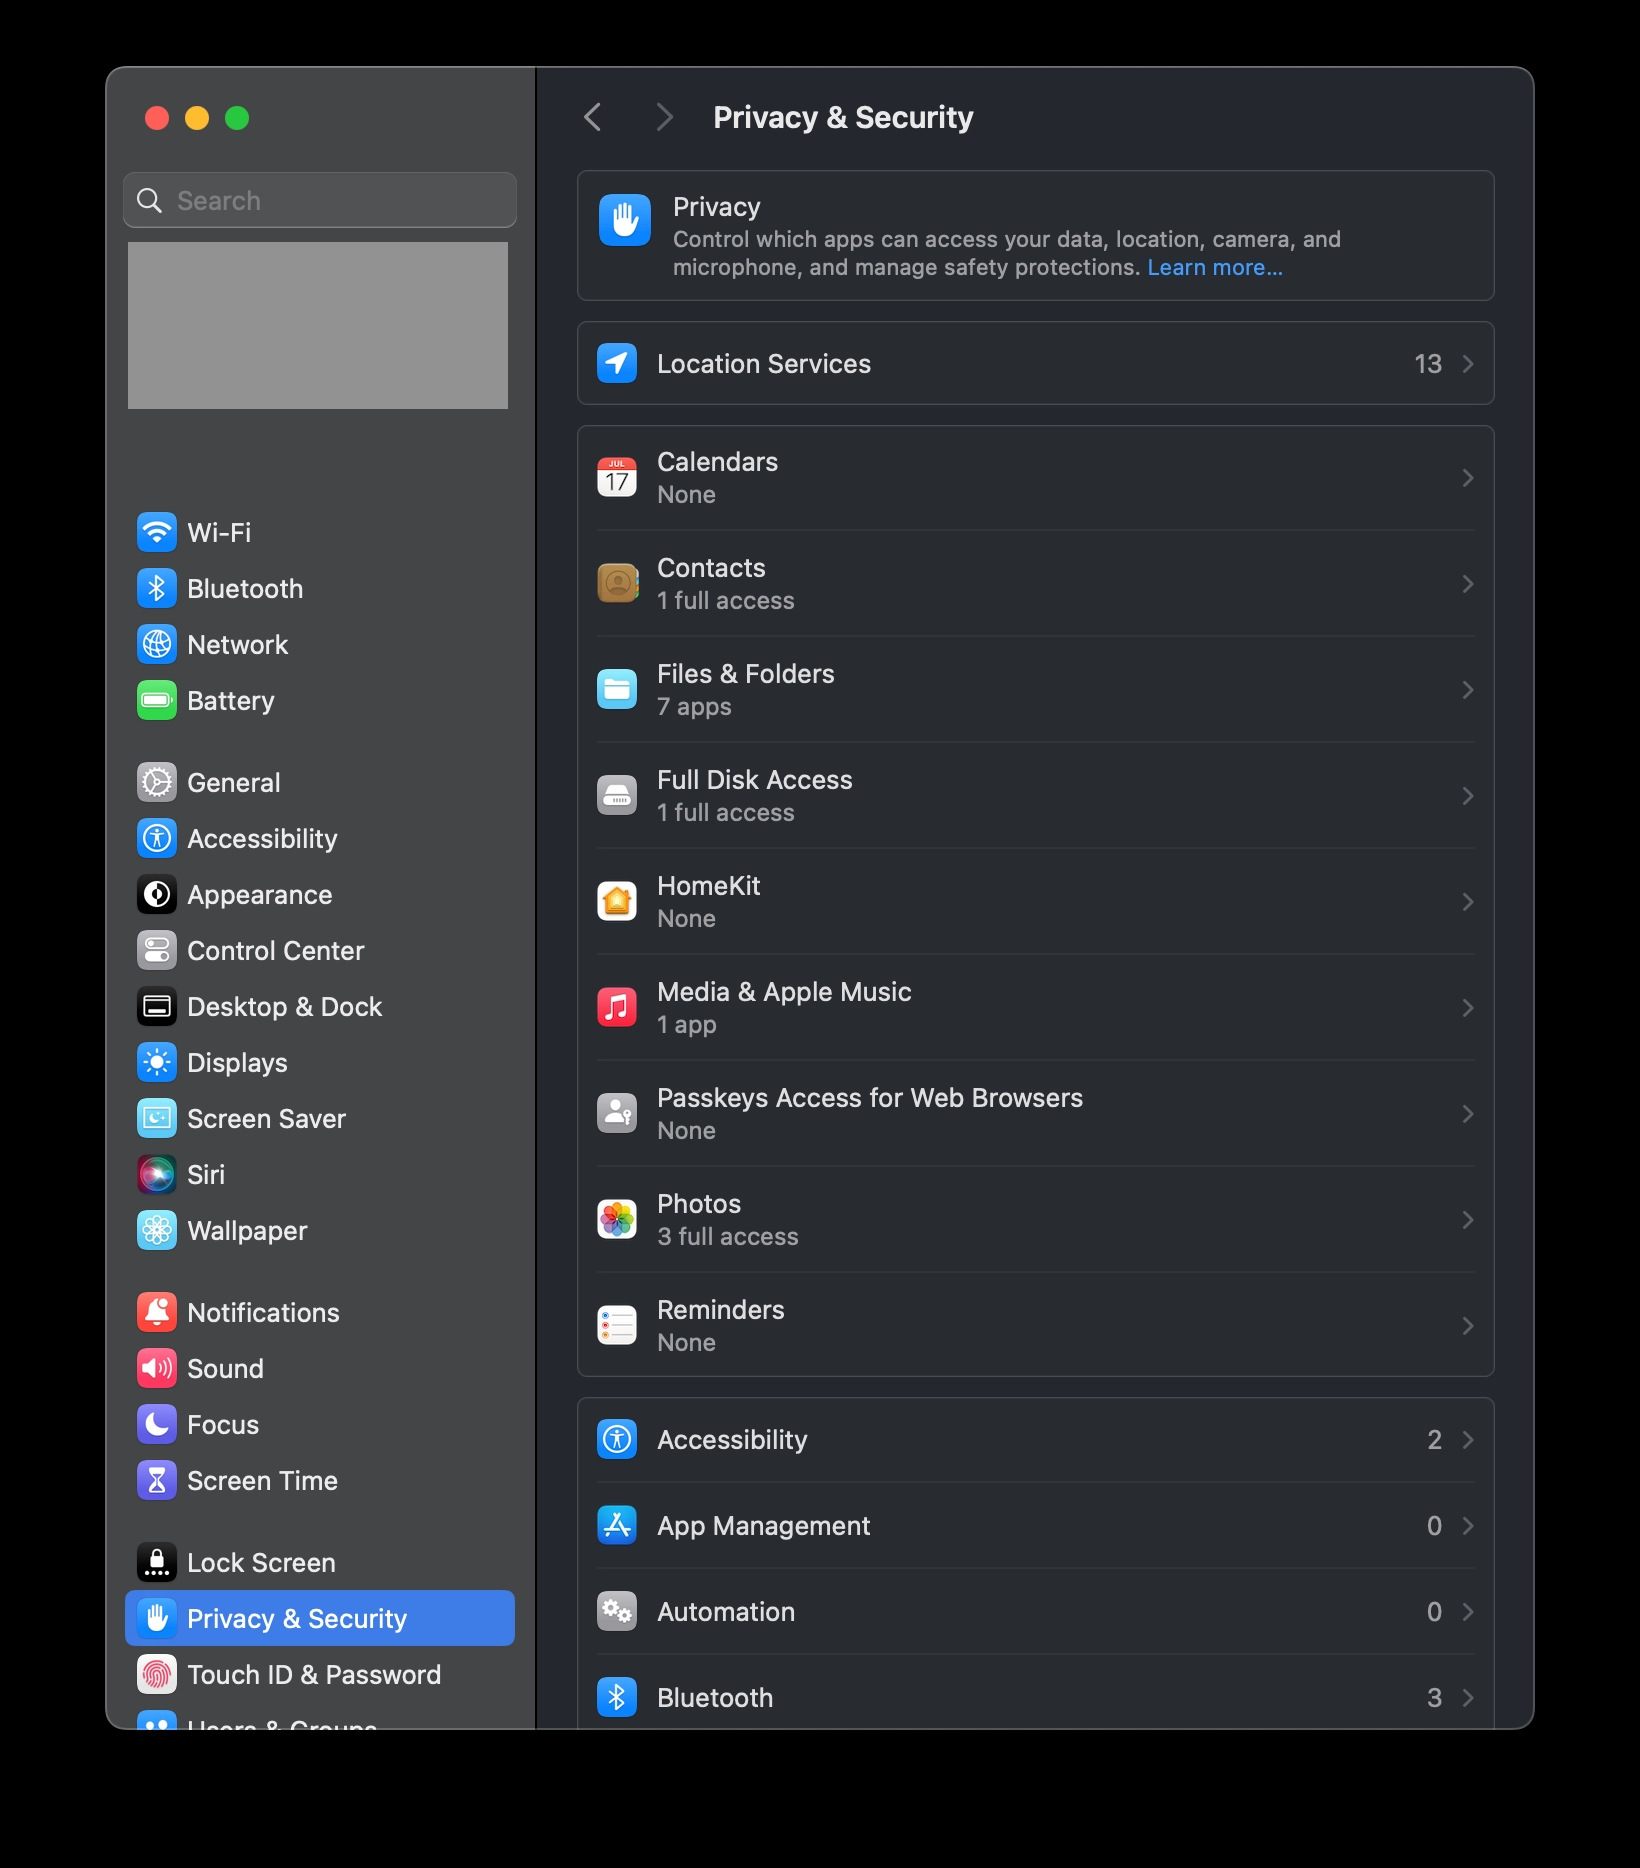 Search
Wi-Fi
Bluetooth
Network
Battery
General
Accessibility
Appearance
Control Center
Desktop & Dock
Displays
Screen Saver
Siri
Wallpaper
Notifications
Sound
Focus
Screen Time
Lock Screen
Privacy & Security
Touch ID & Password
Users & Groups
Privacy & Security
Privacy
Control which apps can access your data, location, camera, and
microphone, and manage safety protections. Learn more...
Location Services 13
JUL
17
Calendars
None
Contacts
1 full access
Files & Folders
7 apps
Full Disk Access
1 full access
HomeKit
None
Media & Apple Music
1 app
Passkeys Access for Web Browsers
None
Photos
3 full access
Reminders
None
Accessibility 2
App Management 0
Automation 0
Bluetooth 3